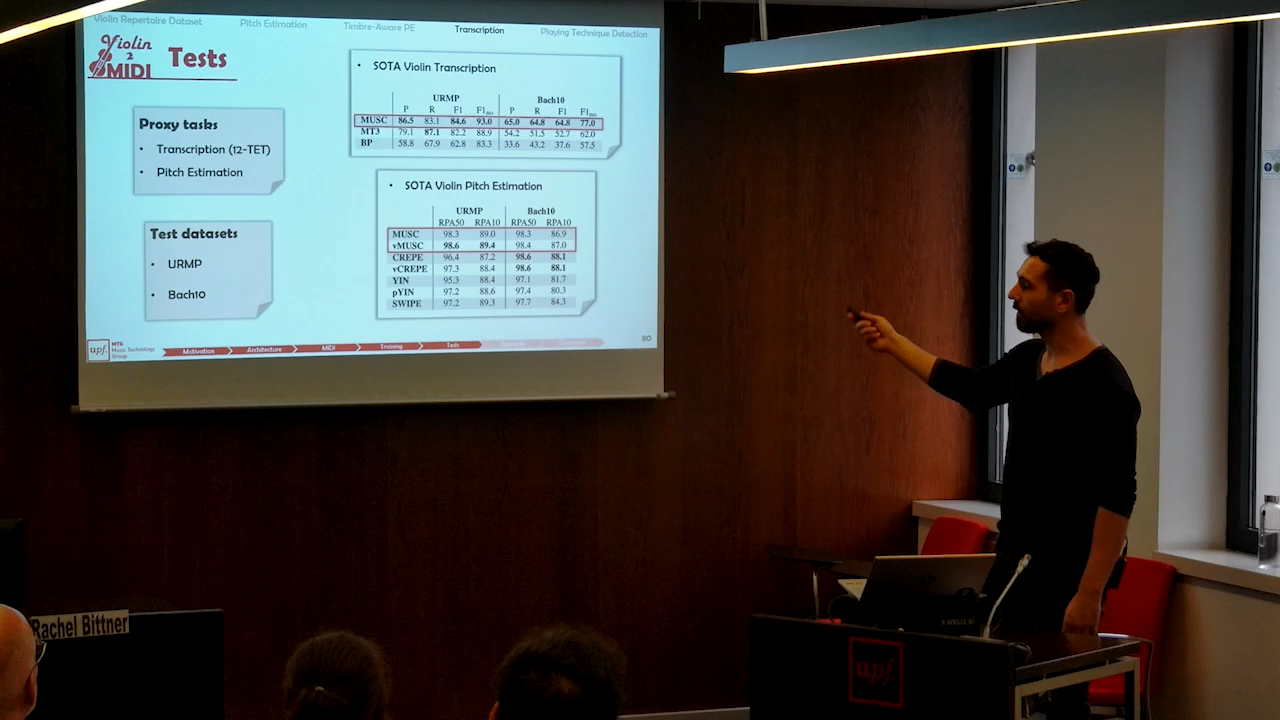 Violin Repertoire Dataset Pitch Estimation Timbre-Aware PE Transcription Playing Technique Detection
Violin
2
MIDI
Tests
Proxy tasks
• Transcription (12-TET)
• Pitch Estimation
Test datasets
• URMP
• Bach10
• SOTA Violin Transcription
URMP Bach10
P R F1 F1no P R F1 F1no
MUSC 86.5 83.1 84.6 93.0 65.0 64.8 64.8 77.0
MT3 79.1 87.1 82.2 88.9 54.2 51.5 52.7 62.0
BP 58.8 67.9 62.8 83.3 33.6 43.2 37.6 57.5
• SOTA Violin Pitch Estimation
URMP Bach10
RPA50 RPA10 RPA50 RPA10
MUSC 98.3 89.0 98.3 86.9
vMUSC 98.6 89.4 98.4 87.0
CREPE 96.4 87.2 98.6 88.1
vCREPE 97.3 88.4 98.6 88.1
YIN 95.3 88.4 97.1 81.7
pYIN 97.2 88.6 97.4 80.3
SWIPE 97.2 89.3 97.7 84.3
upf.
MTG
Music Technology
Group
Motivation Architecture MIDI Training Tests
80
Rachel Bittner
upf.